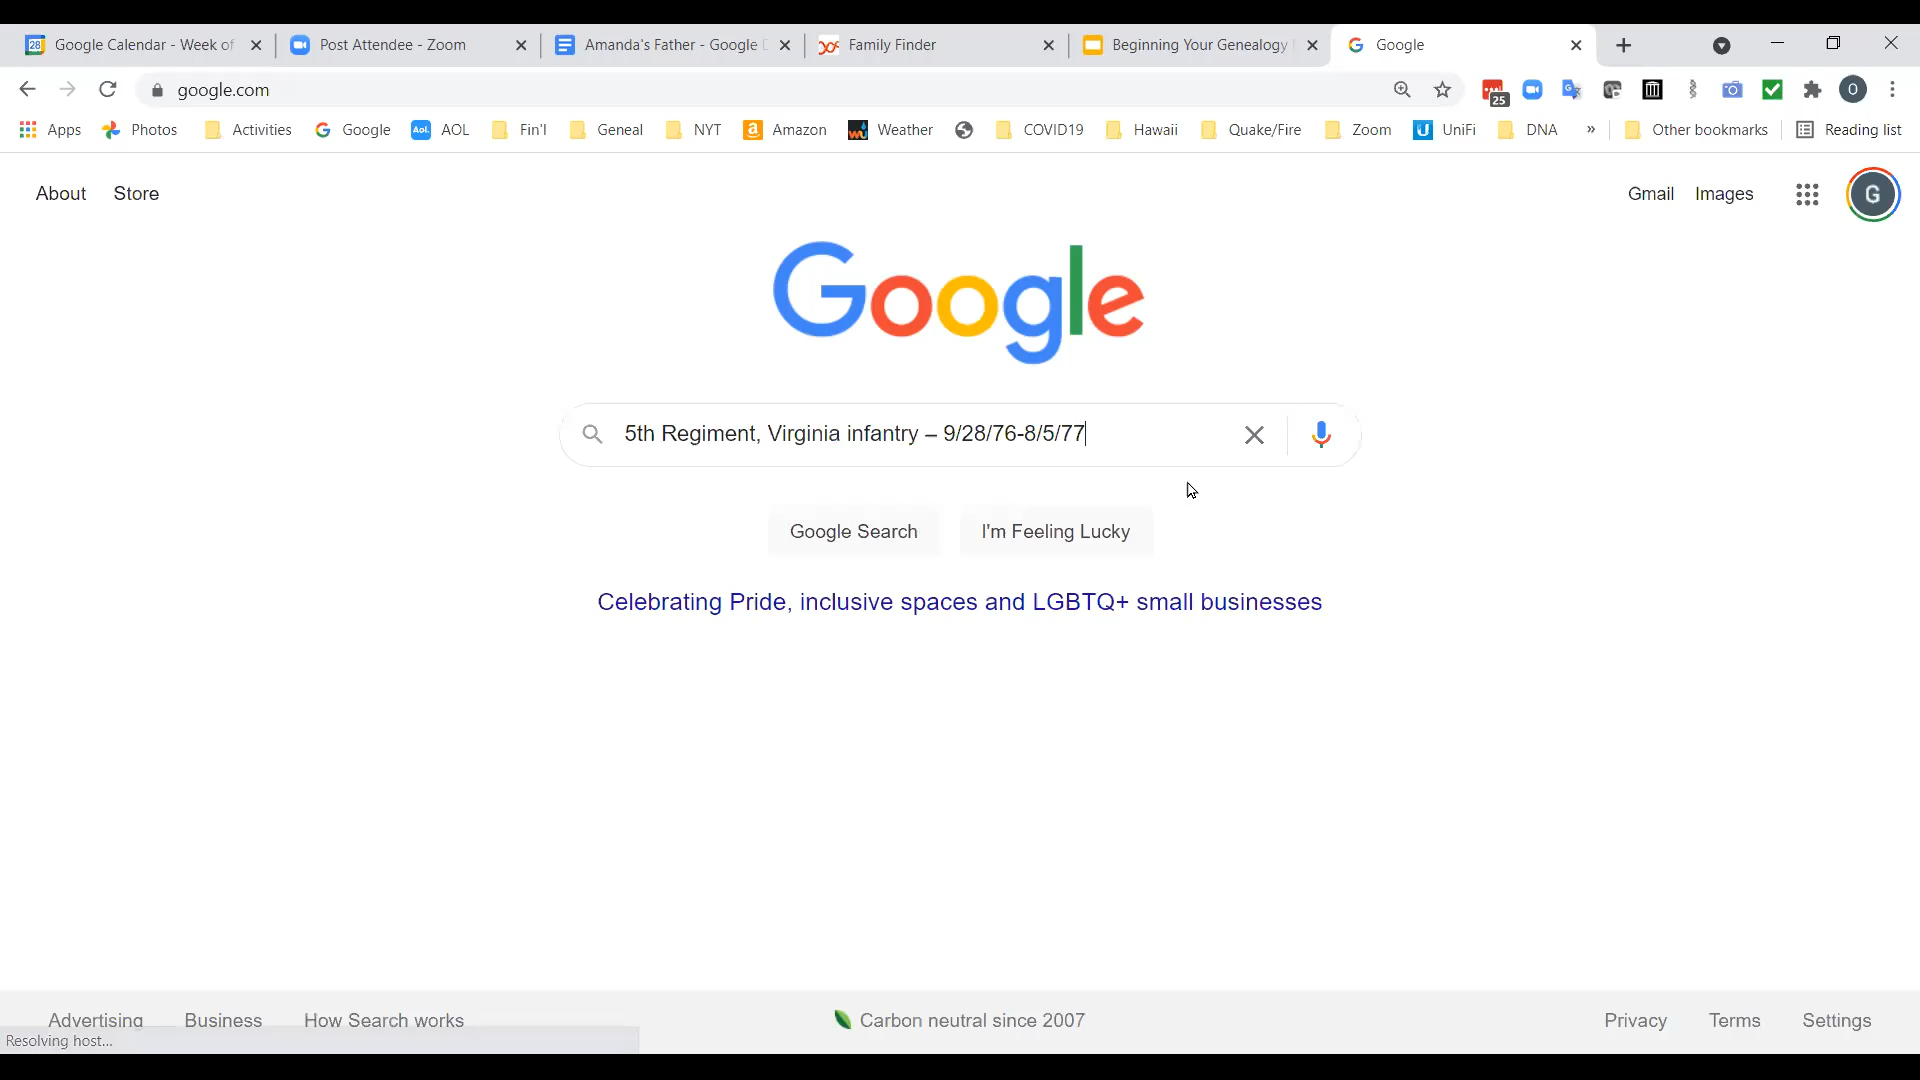 28 Google Calendar - Week of
Post Attendee - Zoom
Amanda's Father - Google
Family Finder
Beginning Your Genealogy
Google
google.com
25
O
Apps
Photos
Activities
Google
Aol. AOL
Fin'l
Geneal
NYT
a Amazon
Weather
COVID19
Hawaii
Quake/Fire
Zoom
U UniFi
DNA
»
Other bookmarks
Reading list
About Store
Gmail Images
G
Google
5th Regiment, Virginia infantry – 9/28/76-8/5/77
Google Search I'm Feeling Lucky
Celebrating Pride, inclusive spaces and LGBTQ+ small businesses
Advertising Business How Search works
Carbon neutral since 2007
Privacy Terms Settings
Resolving host...